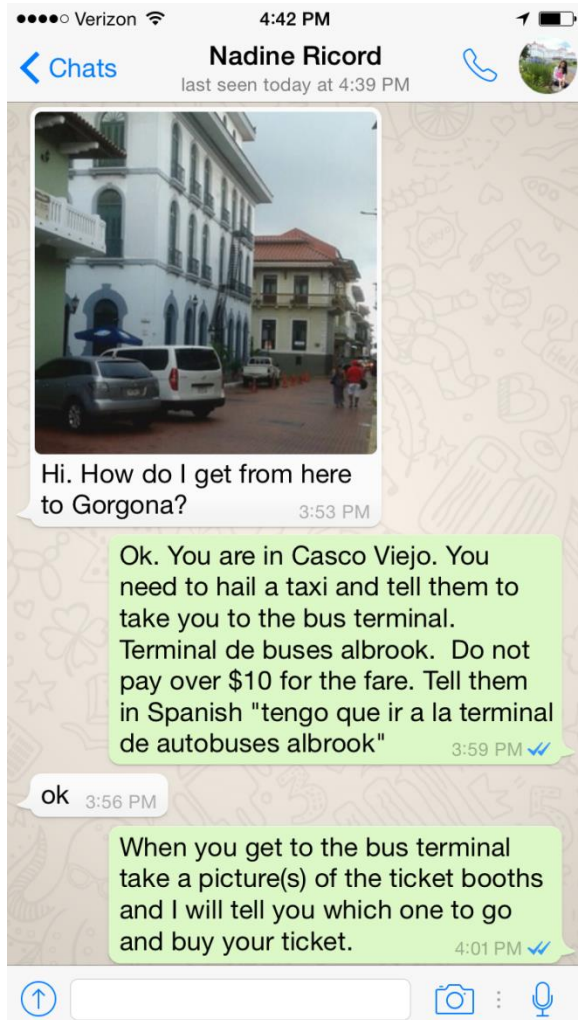 Verizon 4:42 PM
Chats
Nadine Ricord
last seen today at 4:39 PM
Hi. How do I get from here
to Gorgona? 3:53 PM
Ok. You are in Casco Viejo. You
need to hail a taxi and tell them to
take you to the bus terminal.
Terminal de buses albrook. Do not
pay over $10 for the fare. Tell them
in Spanish "tengo que ir a la terminal
de autobuses albrook" 3:59 PM
ok 3:56 PM
When you get to the bus terminal
take a picture(s) of the ticket booths
and I will tell you which one to go
and buy your ticket. 4:01 PM